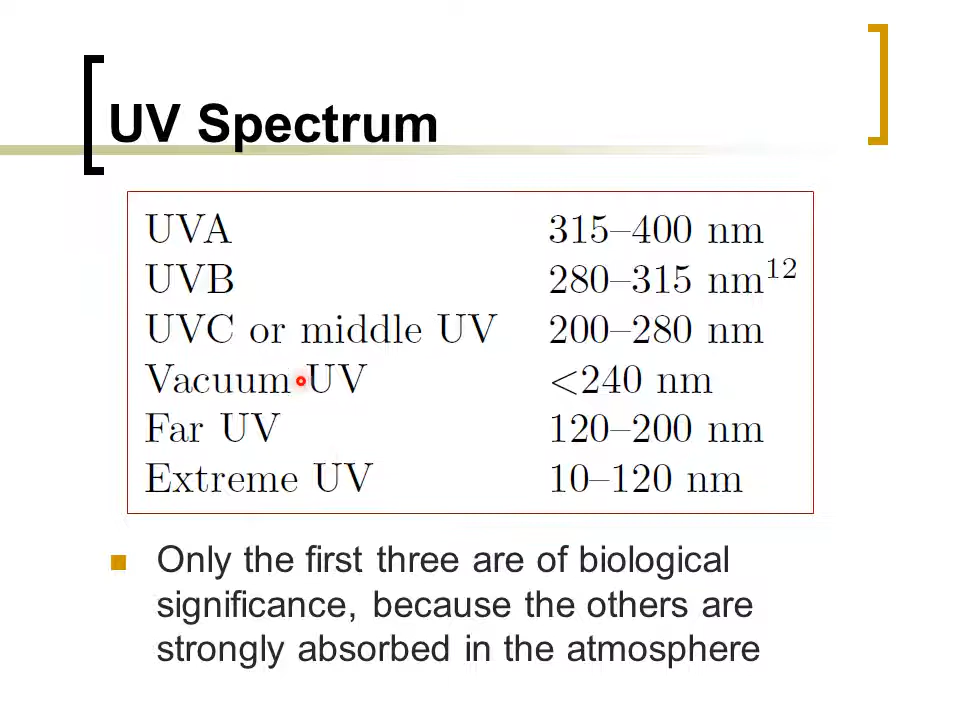 UV Spectrum
UVA 315–400 nm
UVB 280–315 nm¹²
UVC or middle UV 200–280 nm
Vacuum UV <240 nm
Far UV 120–200 nm
Extreme UV 10–120 nm
Only the first three are of biological
significance, because the others are
strongly absorbed in the atmosphere